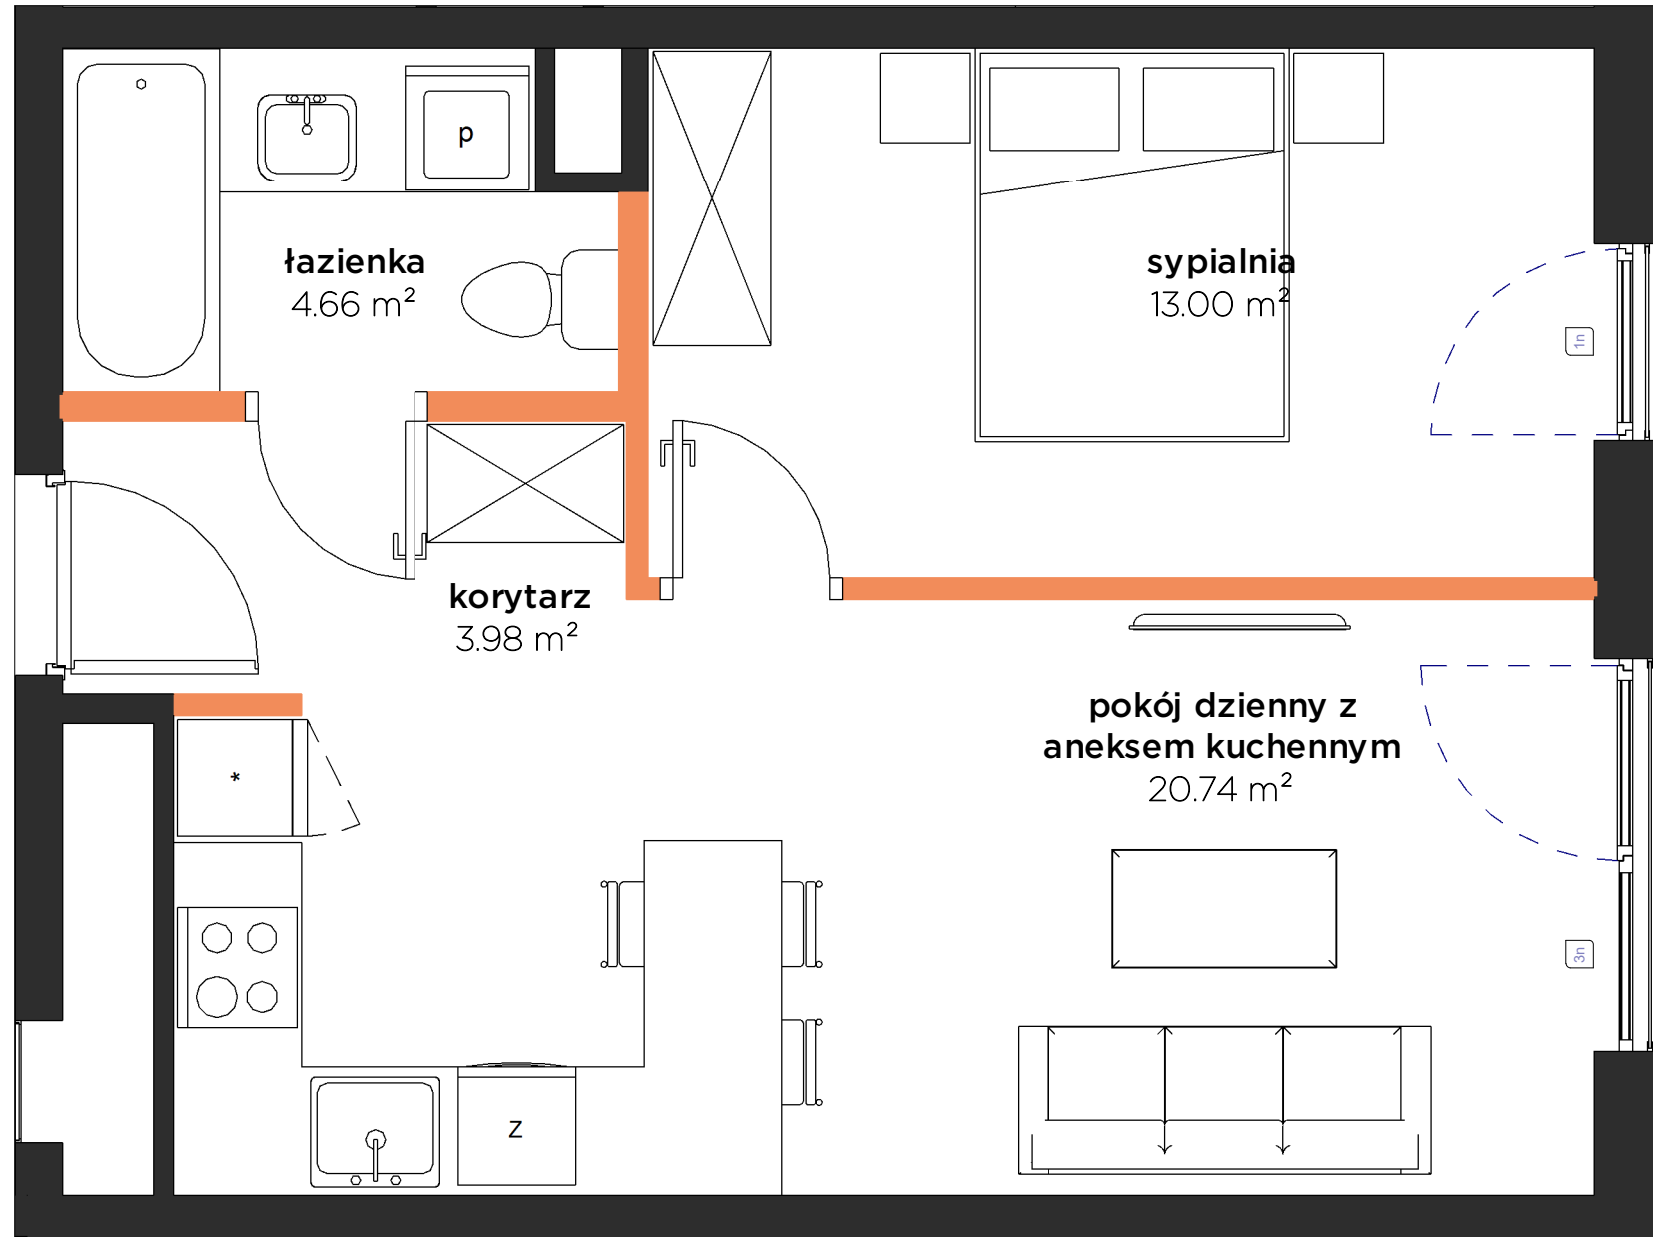 p
łazienka
4.66 m²
sypialnia
13.00 m²
1n
korytarz
3.98 m²
pokój dzienny z
aneksem kuchennym
20.74 m²
*
3n
Z